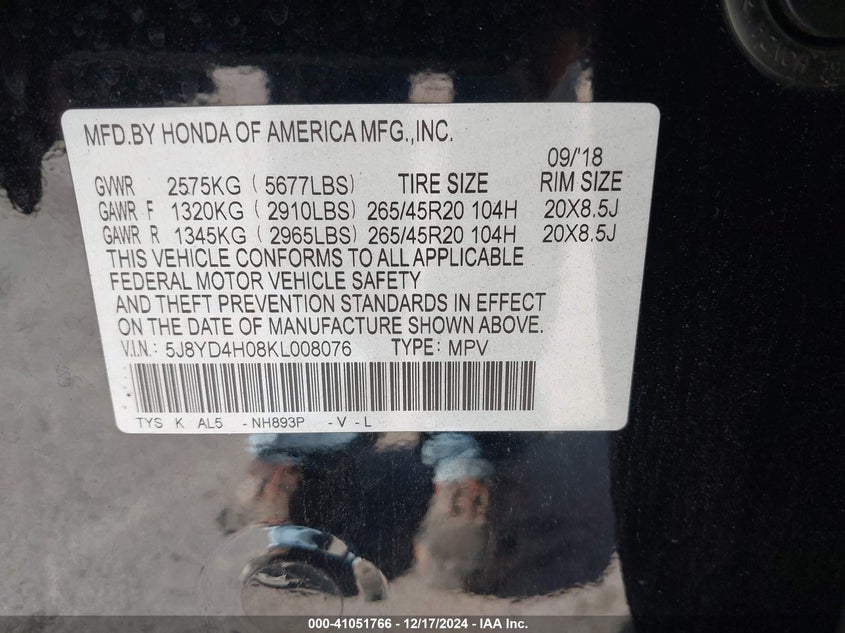 MFD.BY HONDA OF AMERICA MFG.,INC.
09/'18
GVWR 2575KG ( 5677LBS) TIRE SIZE RIM SIZE
GAWR F 1320KG ( 2910LBS) 265/45R20 104H 20X8.5J
GAWR R 1345KG ( 2965LBS) 265/45R20 104H 20X8.5J
THIS VEHICLE CONFORMS TO ALL APPLICABLE
FEDERAL MOTOR VEHICLE SAFETY
AND THEFT PREVENTION STANDARDS IN EFFECT
ON THE DATE OF MANUFACTURE SHOWN ABOVE.
V.I.N.: 5J8YD4H08KL008076 TYPE: MPV
TYS K AL5 -NH893P -V -L
000-41051766 - 12/17/2024 - IAA Inc.